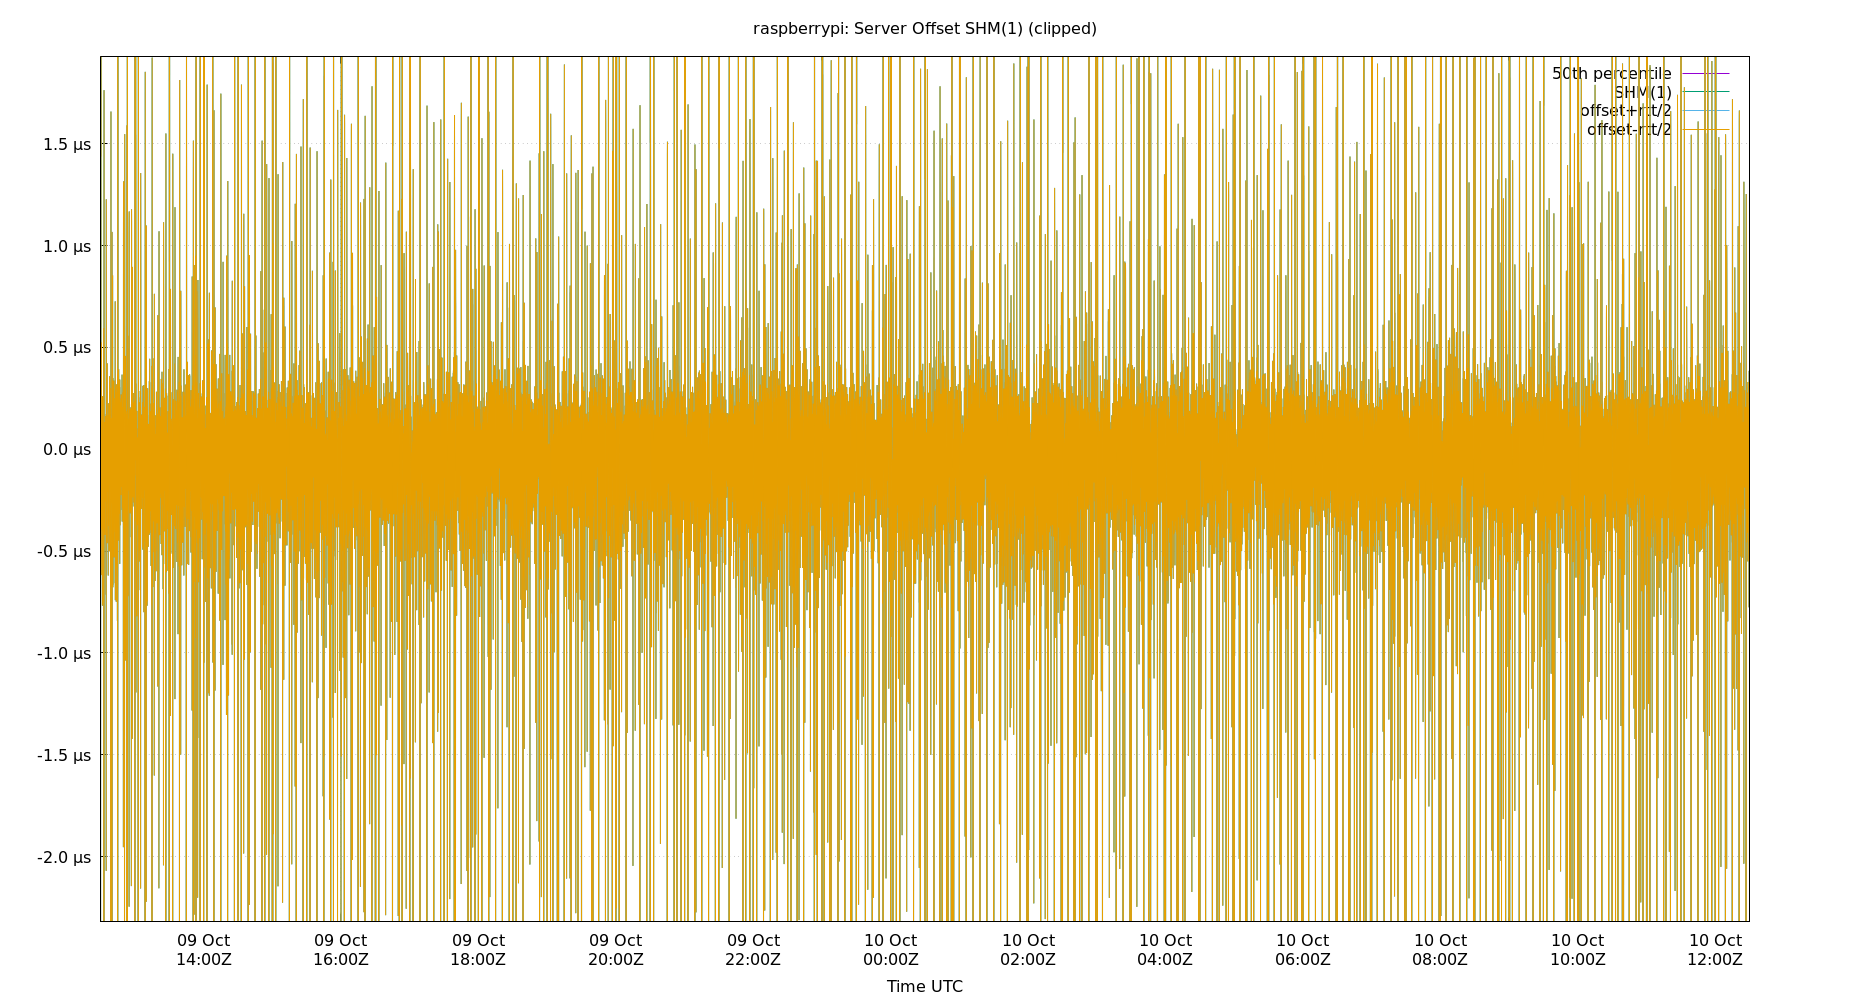 raspberrypi: Server Offset SHM(1) (clipped)
50th percentile
SHM(1)
offset+rtt/2
offset-rtt/2
1.5 µs
1.0 µs
0.5 µs
0.0 µs
-0.5 µs
-1.0 µs
-1.5 µs
-2.0 µs
09 Oct 09 Oct 09 Oct 09 Oct 09 Oct 10 Oct 10 Oct 10 Oct 10 Oct 10 Oct 10 Oct 10 Oct
14:00Z 16:00Z 18:00Z 20:00Z 22:00Z 00:00Z 02:00Z 04:00Z 06:00Z 08:00Z 10:00Z 12:00Z
Time UTC